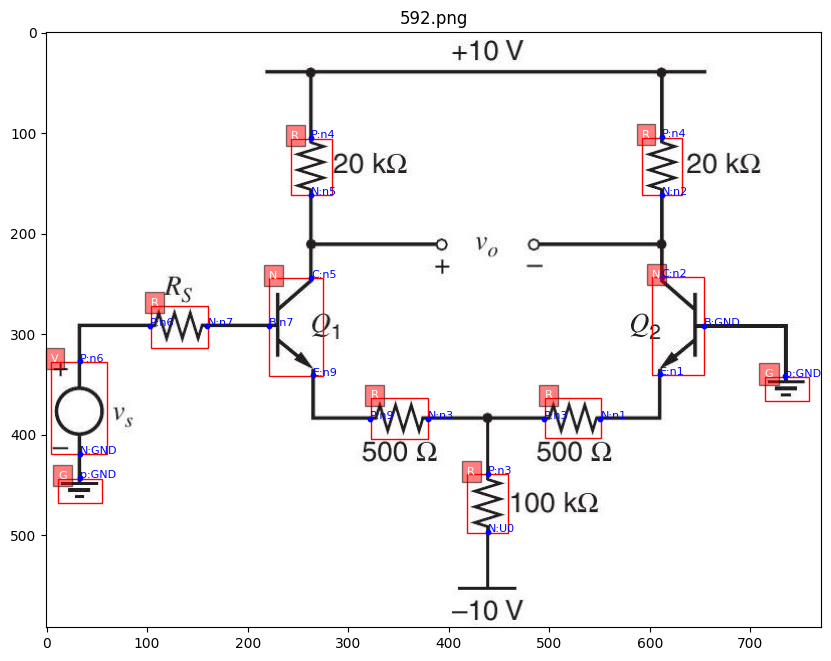 592.png
0
+10 V
R
P:n4
R
P:n4
100
20 kΩ
20 kΩ
N:n5
N:n2
200
+
v_o
−
N
C:n5
N
C:n2
R_S
R
300
P:n6
N:n7
B:n7
Q_1
Q_2
B:GND
V
P:n6
+
E:n9
E:n1
G
p:GND
v_s
R
R
400
P:n9
N:n3
P:n3
N:n1
−
N:GND
500 Ω
500 Ω
G
p:GND
R
P:n3
100 kΩ
500
N:U0
−10 V
0
100
200
300
400
500
600
700